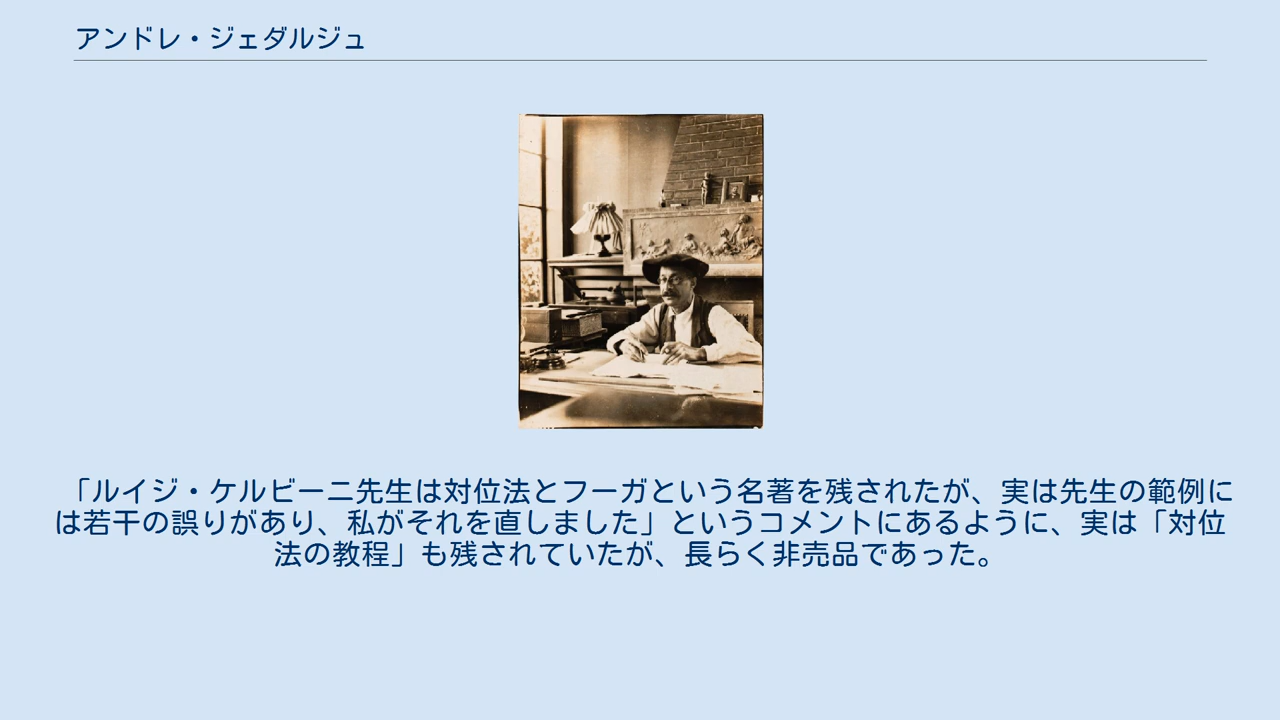 アンドレ・ジェダルジュ
「ルイジ・ケルビーニ先生は対位法とフーガという名著を残されたが、実は先生の範例に
は若干の誤りがあり、私がそれを直しました」というコメントにあるように、実は「対位
法の教程」も残されていたが、長らく非売品であった。